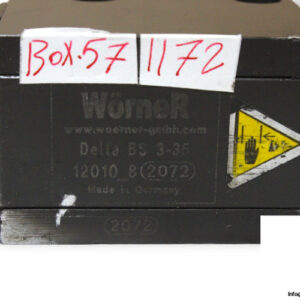 Box.57 1172
WörneR
www.woerner-gmbh.com
Delta BS 3-35
12010_8(2072)
Made in Germany
2072